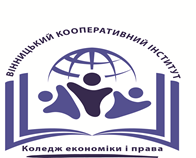 ВІННИЦЬКИЙ КООПЕРАТИВНИЙ ІНСТИТУТ
Коледж економіки і права